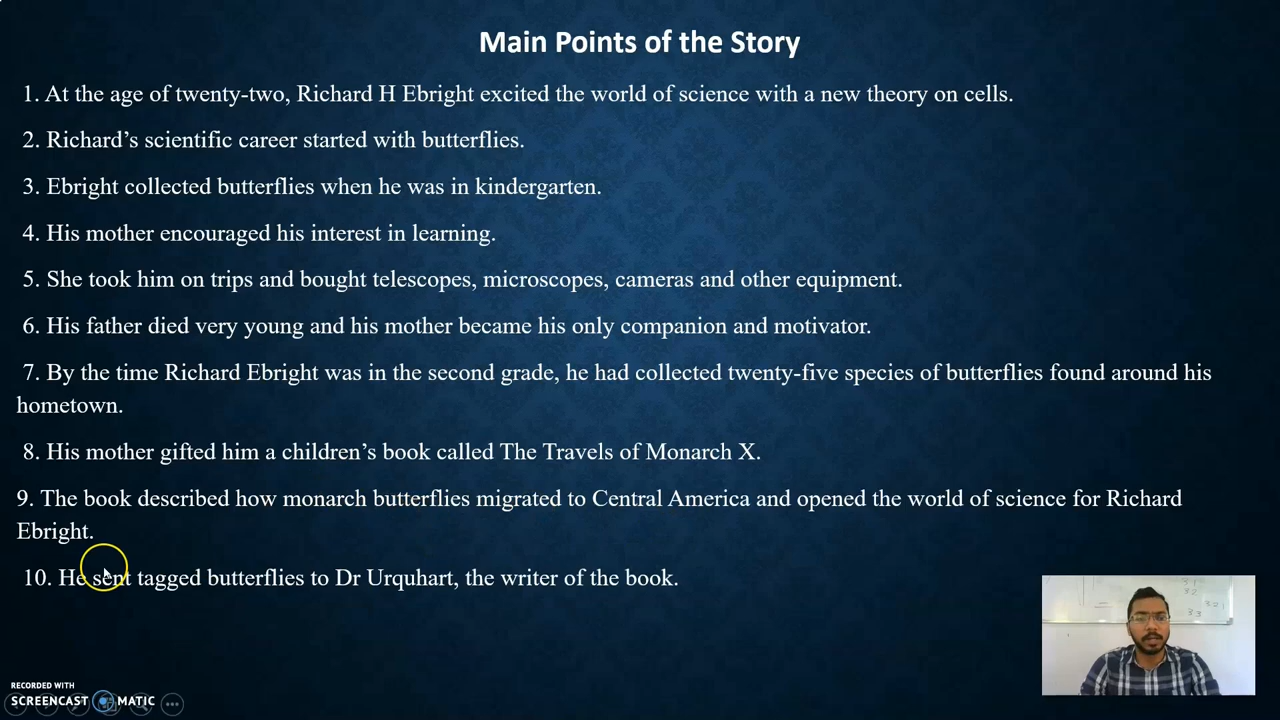 Main Points of the Story
1. At the age of twenty-two, Richard H Ebright excited the world of science with a new theory on cells.
2. Richard’s scientific career started with butterflies.
3. Ebright collected butterflies when he was in kindergarten.
4. His mother encouraged his interest in learning.
5. She took him on trips and bought telescopes, microscopes, cameras and other equipment.
6. His father died very young and his mother became his only companion and motivator.
7. By the time Richard Ebright was in the second grade, he had collected twenty-five species of butterflies found around his
hometown.
8. His mother gifted him a children’s book called The Travels of Monarch X.
9. The book described how monarch butterflies migrated to Central America and opened the world of science for Richard
Ebright.
10. He sent tagged butterflies to Dr Urquhart, the writer of the book.
3.2
3.3
RECORDED WITH
SCREENCAST MATIC